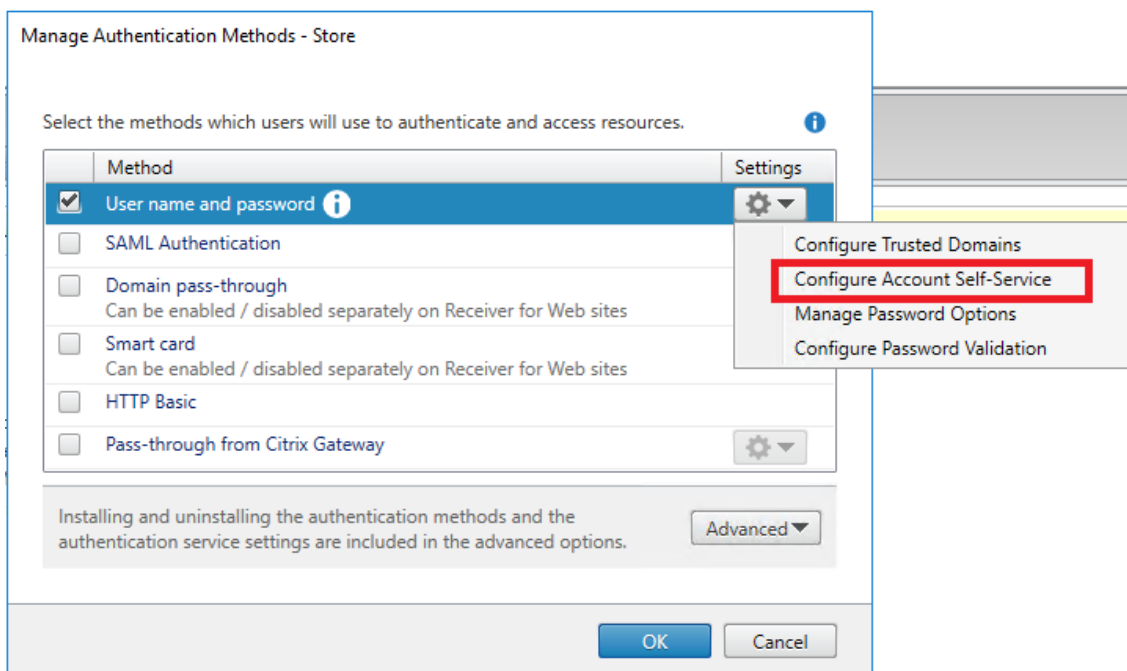 Manage Authentication Methods - Store
Select the methods which users will use to authenticate and access resources.
Method Settings
User name and password
SAML Authentication
Configure Trusted Domains
Configure Account Self-Service
Manage Password Options
Configure Password Validation
Domain pass-through
Can be enabled / disabled separately on Receiver for Web sites
Smart card
Can be enabled / disabled separately on Receiver for Web sites
HTTP Basic
Pass-through from Citrix Gateway
Installing and uninstalling the authentication methods and the
authentication service settings are included in the advanced options.
Advanced
OK Cancel